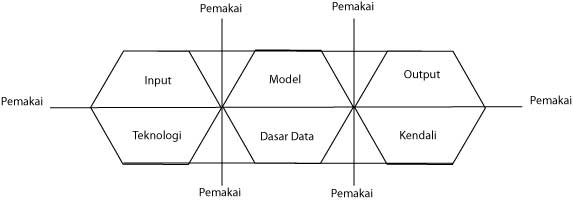 Pemakai
Pemakai
Input
Model
Output
Pemakai
Pemakai
Teknologi
Dasar Data
Kendali
Pemakai
Pemakai